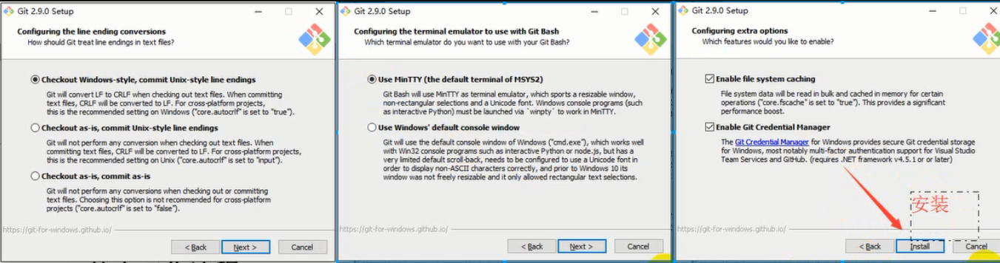 Git 2.9.0 Setup
Configuring the line ending conversions
How should Git treat line endings in text files?
Checkout Windows-style, commit Unix-style line endings
Git will convert LF to CRLF when checking out text files. When committing
text files, CRLF will be converted to LF. For cross-platform projects,
this is the recommended setting on Windows ("core.autocrlf" is set to "true").
Checkout as-is, commit Unix-style line endings
Git will not perform any conversion when checking out text files. When
committing text files, CRLF will be converted to LF. For cross-platform projects,
this is the recommended setting on Unix ("core.autocrlf" is set to "input").
Checkout as-is, commit as-is
Git will not perform any conversions when checking out or committing
text files. Choosing this option is not recommended for cross-platform
projects ("core.autocrlf" is set to "false").
https://git-for-windows.github.io/
< Back
Next >
Cancel
Git 2.9.0 Setup
Configuring the terminal emulator to use with Git Bash
Which terminal emulator do you want to use with your Git Bash?
Use MinTTY (the default terminal of MSYS2)
Git Bash will use MinTTY as terminal emulator, which sports a resizable window,
non-rectangular selections and a Unicode font. Windows console programs (such
as interactive Python) must be launched via `winpty` to work in MinTTY.
Use Windows' default console window
Git will use the default console window of Windows ("cmd.exe"), which works well
with Win32 console programs such as interactive Python or node.js, but has a
very limited default scroll-back, needs to be configured to use a Unicode font in
order to display non-ASCII characters correctly, and prior to Windows 10 its
window was not freely resizable and it only allowed rectangular text selections.
https://git-for-windows.github.io/
< Back
Next >
Cancel
Git 2.9.0 Setup
Configuring extra options
Which features would you like to enable?
Enable file system caching
File system data will be read in bulk and cached in memory for certain
operations ("core.fscache" is set to "true"). This provides a significant
performance boost.
Enable Git Credential Manager
The Git Credential Manager for Windows provides secure Git credential storage
for Windows, most notably multi-factor authentication support for Visual Studio
Team Services and GitHub. (requires .NET framework v4.5.1 or or later)
安装
https://git-for-windows.github.io/
< Back
Install
Cancel